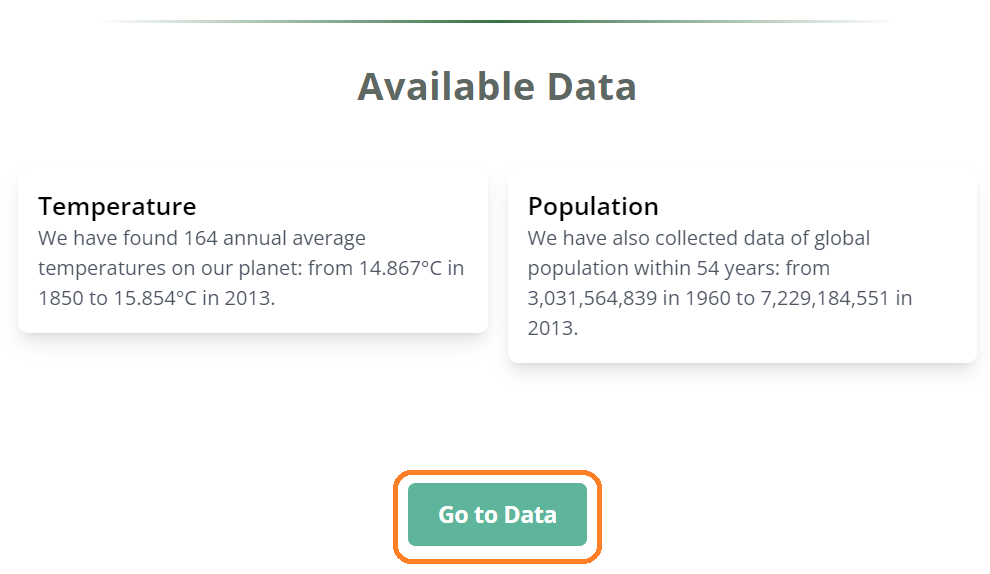 Available Data
Temperature
We have found 164 annual average
temperatures on our planet: from 14.867°C in
1850 to 15.854°C in 2013.
Population
We have also collected data of global
population within 54 years: from
3,031,564,839 in 1960 to 7,229,184,551 in
2013.
Go to Data